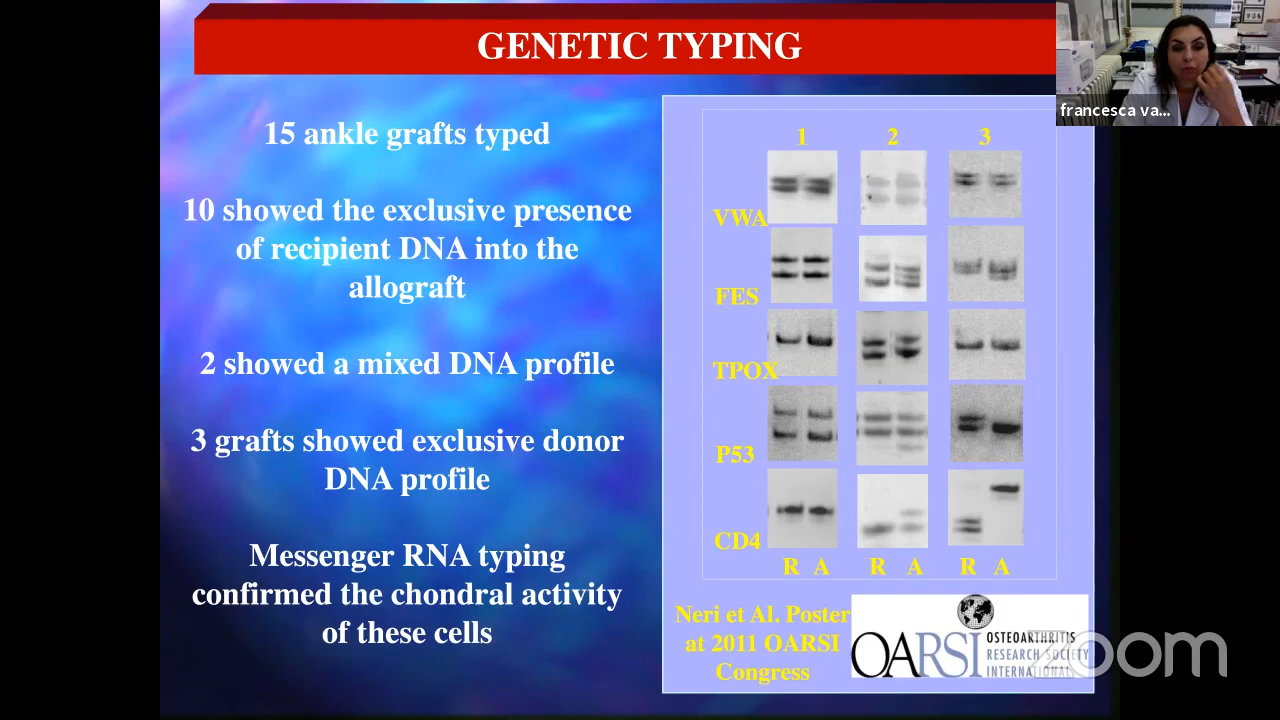 GENETIC TYPING
francesca va...
15 ankle grafts typed
10 showed the exclusive presence
of recipient DNA into the
allograft
2 showed a mixed DNA profile
3 grafts showed exclusive donor
DNA profile
Messenger RNA typing
confirmed the chondral activity
of these cells
1 2 3
VWA
FES
TPOX
P53
CD4
R A R A R A
Neri et Al. Poster
at 2011 OARSI
Congress
OARSI
OSTEOARTHRITIS
RESEARCH SOCIETY
INTERNATIONAL
zoom